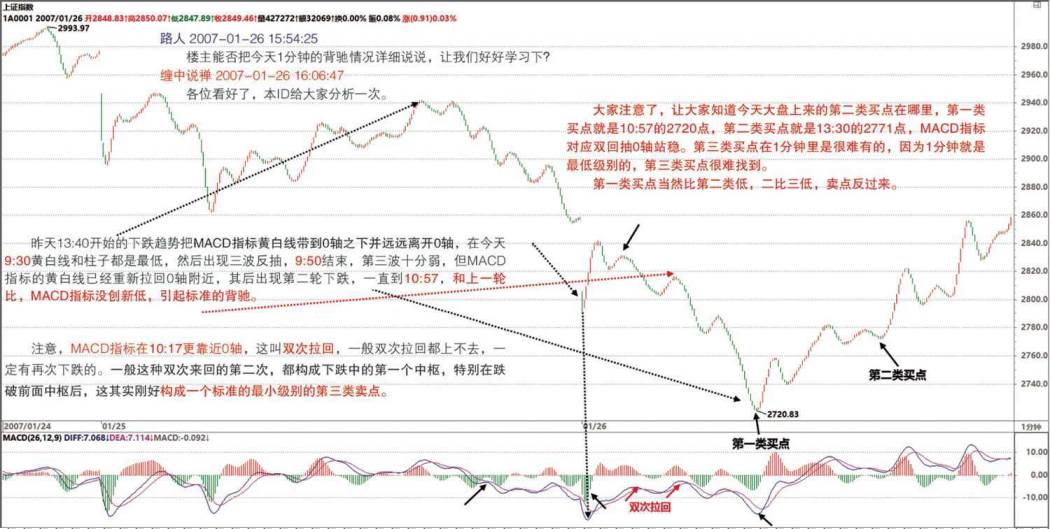 上证指数
1A0001 2007/01/26 开2848.83↑高2850.07↑低2847.89↑收2849.46↑量427272↑额32069↑换0.00% 振0.08% 涨(0.91)0.03%
2993.97
路人 2007-01-26 15:54:25
楼主能否把今天1分钟的背驰情况详细说说，让我们好好学习下？
缠中说禅 2007-01-26 16:06:47
各位看好了，本ID给大家分析一次。
大家注意了，让大家知道今天大盘上来的第二类买点在哪里，第一类
买点就是10:57的2720点，第二类买点就是13:30的2771点，MACD指标
对应双回抽0轴站稳。第三类买点在1分钟里是很难有的，因为1分钟就是
最低级别的，第三类买点很难找到。
第一类买点当然比第二类低，二比三低，卖点反过来。
昨天13:40开始的下跌趋势把MACD指标黄白线带到0轴之下并远远离开0轴，在今天
9:30黄白线和柱子都是最低，然后出现三波反抽，9:50结束，第三波十分弱，但MACD
指标的黄白线已经重新拉回0轴附近，其后出现第二轮下跌，一直到10:57，和上一轮
比，MACD指标没创新低，引起标准的背驰。
注意，MACD指标在10:17更靠近0轴，这叫双次拉回，一般双次拉回都上不去，一
定有再次下跌的。一般这种双次来回的第二次，都构成下跌中的第一个中枢，特别在跌
破前面中枢后，这其实刚好构成一个标准的最小级别的第三类卖点。
2980.0
2960.0
2940.0
2920.0
2900.0
2880.0
2860.0
2840.0
2820.0
2800.0
2780.0
2760.0
2740.0
第二类买点
2720.83
第一类买点
2007/01/24
01/25
01/26
1分钟
MACD(26,12,9) DIFF:7.068↓DEA:7.114↓MACD:-0.092↓
10.00
0.00
-10.00
双次拉回